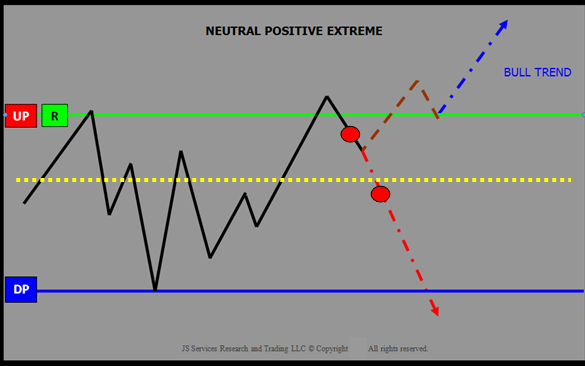 NEUTRAL POSITIVE EXTREME
BULL TREND
UP R
DP
JS Services Research and Trading LLC © Copyright All rights reserved.